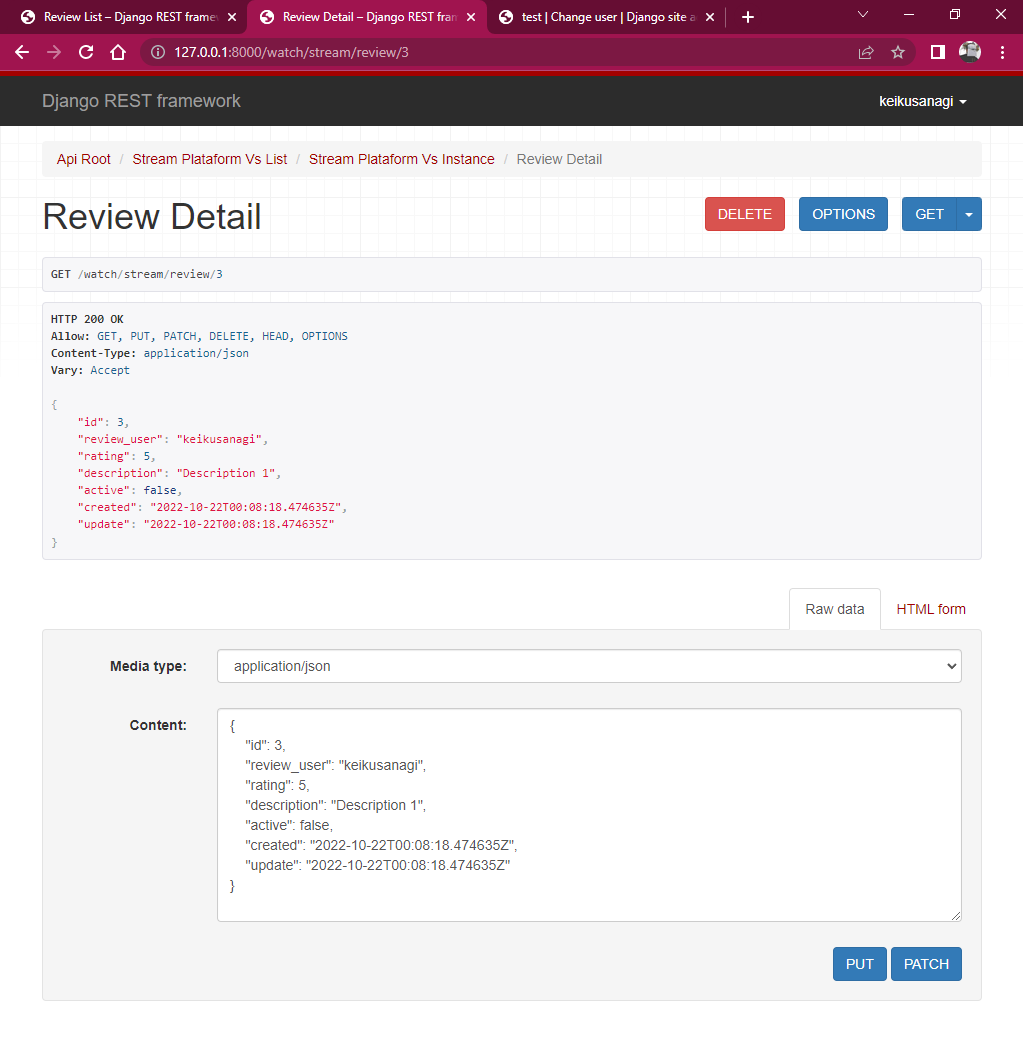 Review List – Django REST framew
Review Detail – Django REST fran
test | Change user | Django site a
127.0.0.1:8000/watch/stream/review/3
Django REST framework
keikusanagi
Api Root / Stream Plataform Vs List / Stream Plataform Vs Instance / Review Detail
Review Detail
DELETE OPTIONS GET
GET /watch/stream/review/3
HTTP 200 OK
Allow: GET, PUT, PATCH, DELETE, HEAD, OPTIONS
Content-Type: application/json
Vary: Accept
{
"id": 3,
"review_user": "keikusanagi",
"rating": 5,
"description": "Description 1",
"active": false,
"created": "2022-10-22T00:08:18.474635Z",
"update": "2022-10-22T00:08:18.474635Z"
}
Raw data HTML form
Media type: application/json
Content:
{
"id": 3,
"review_user": "keikusanagi",
"rating": 5,
"description": "Description 1",
"active": false,
"created": "2022-10-22T00:08:18.474635Z",
"update": "2022-10-22T00:08:18.474635Z"
}
PUT PATCH